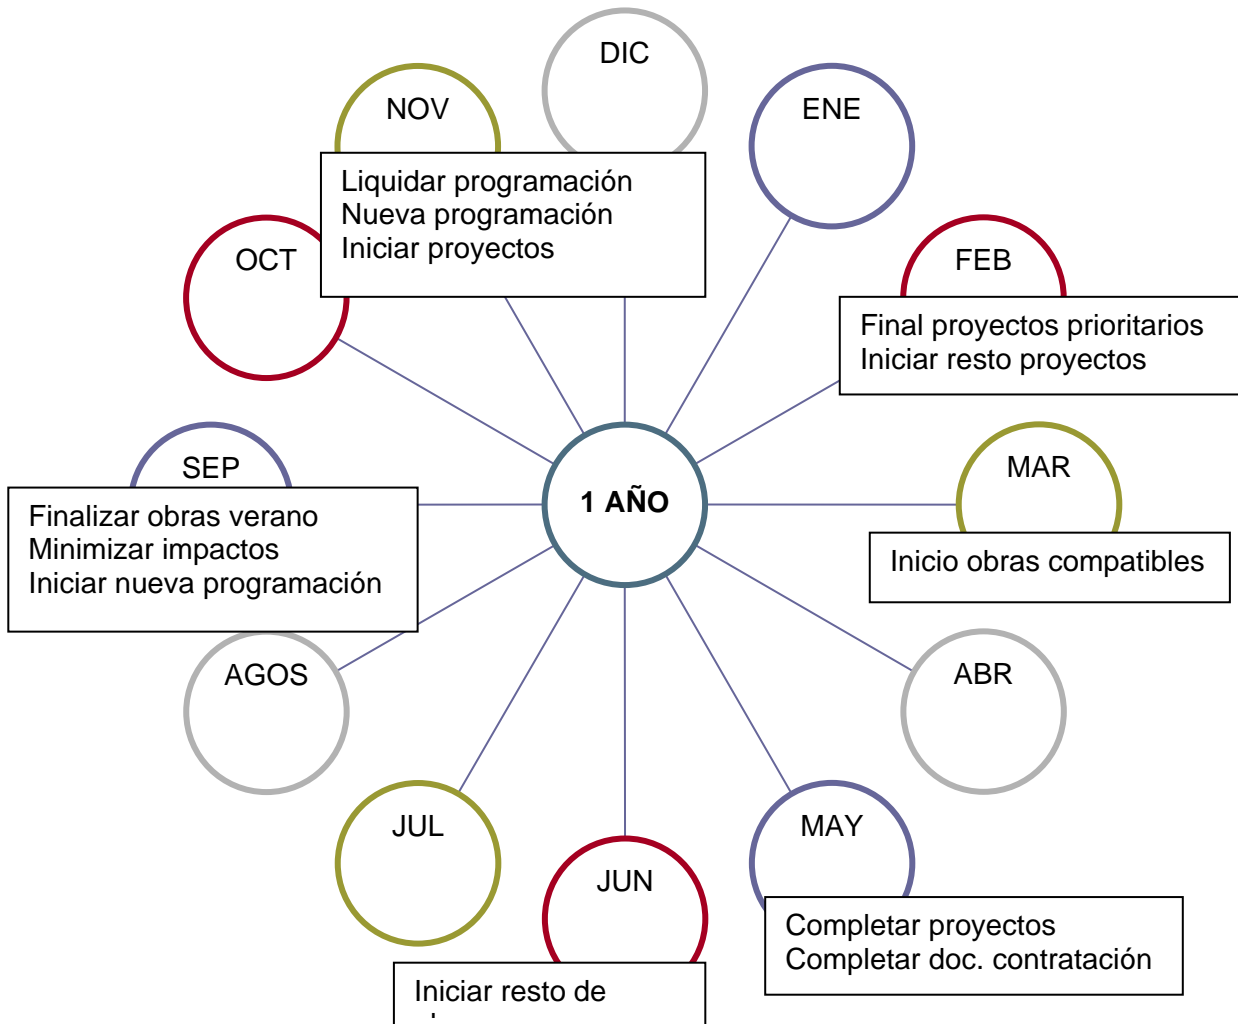 DIC
ENE
NOV
Liquidar programación
Nueva programación
Iniciar proyectos
OCT
FEB
Final proyectos prioritarios
Iniciar resto proyectos
SEP
Finalizar obras verano
Minimizar impactos
Iniciar nueva programación
1 AÑO
MAR
Inicio obras compatibles
AGOS
ABR
JUL
JUN
Iniciar resto de
MAY
Completar proyectos
Completar doc. contratación